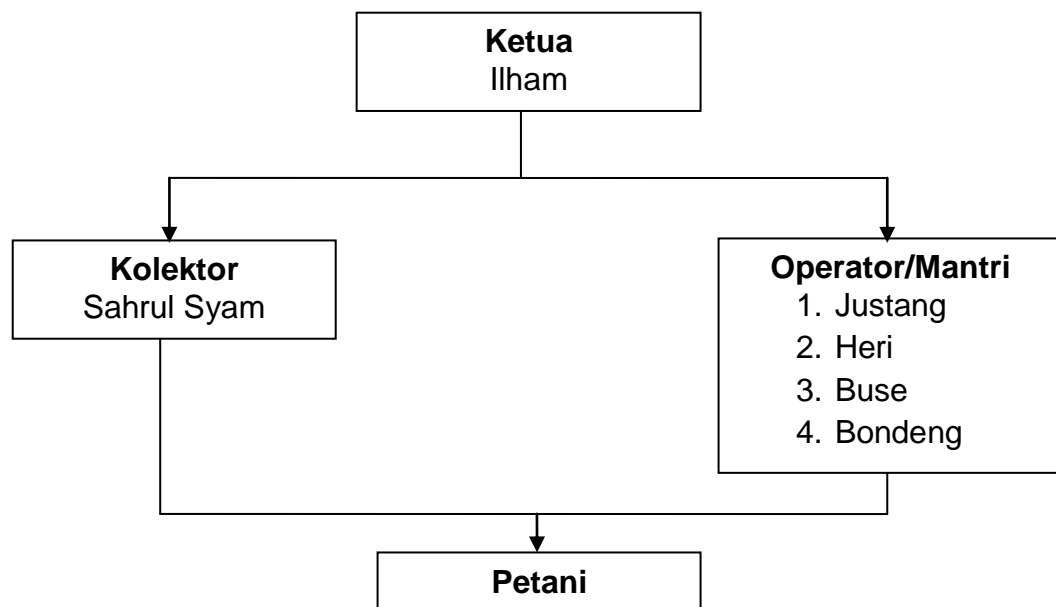 Ketua
Ilham
Kolektor
Sahrul Syam
Operator/Mantri
1. Justang
2. Heri
3. Buse
4. Bondeng
Petani